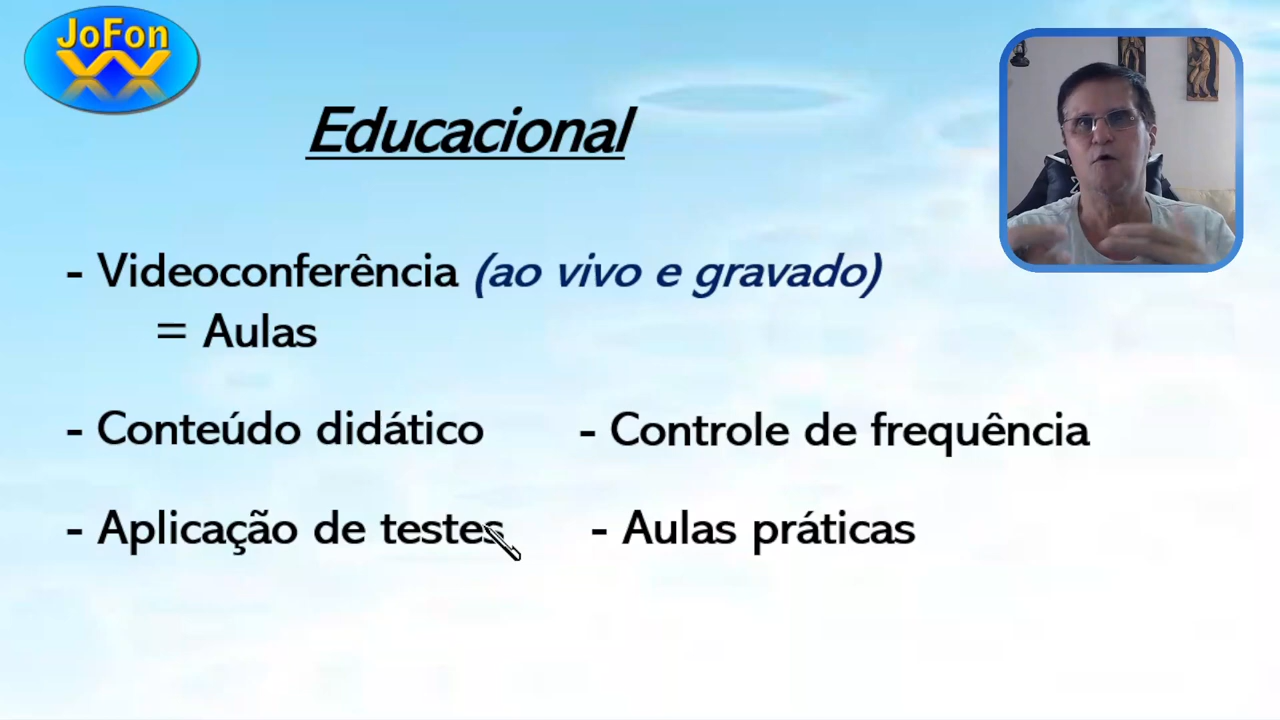 JoFon
W
Educacional
- Videoconferência (ao vivo e gravado)
= Aulas
- Conteúdo didático - Controle de frequência
- Aplicação de testes - Aulas práticas